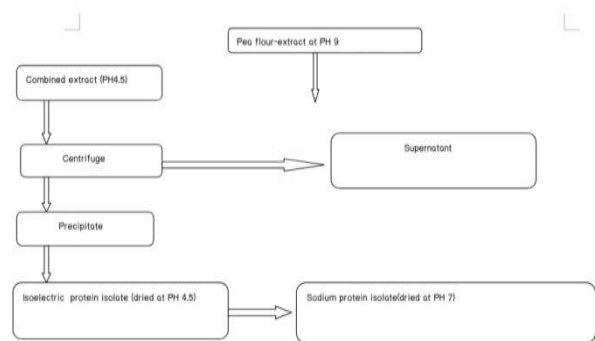 Pea flour-extract at PH 9
Combined extract (PH4.5)
Centrifuge
Supernatant
Precipitate
Isoelectric protein isolate (dried at PH 4.5)
Sodium protein isolate(dried at PH 7)